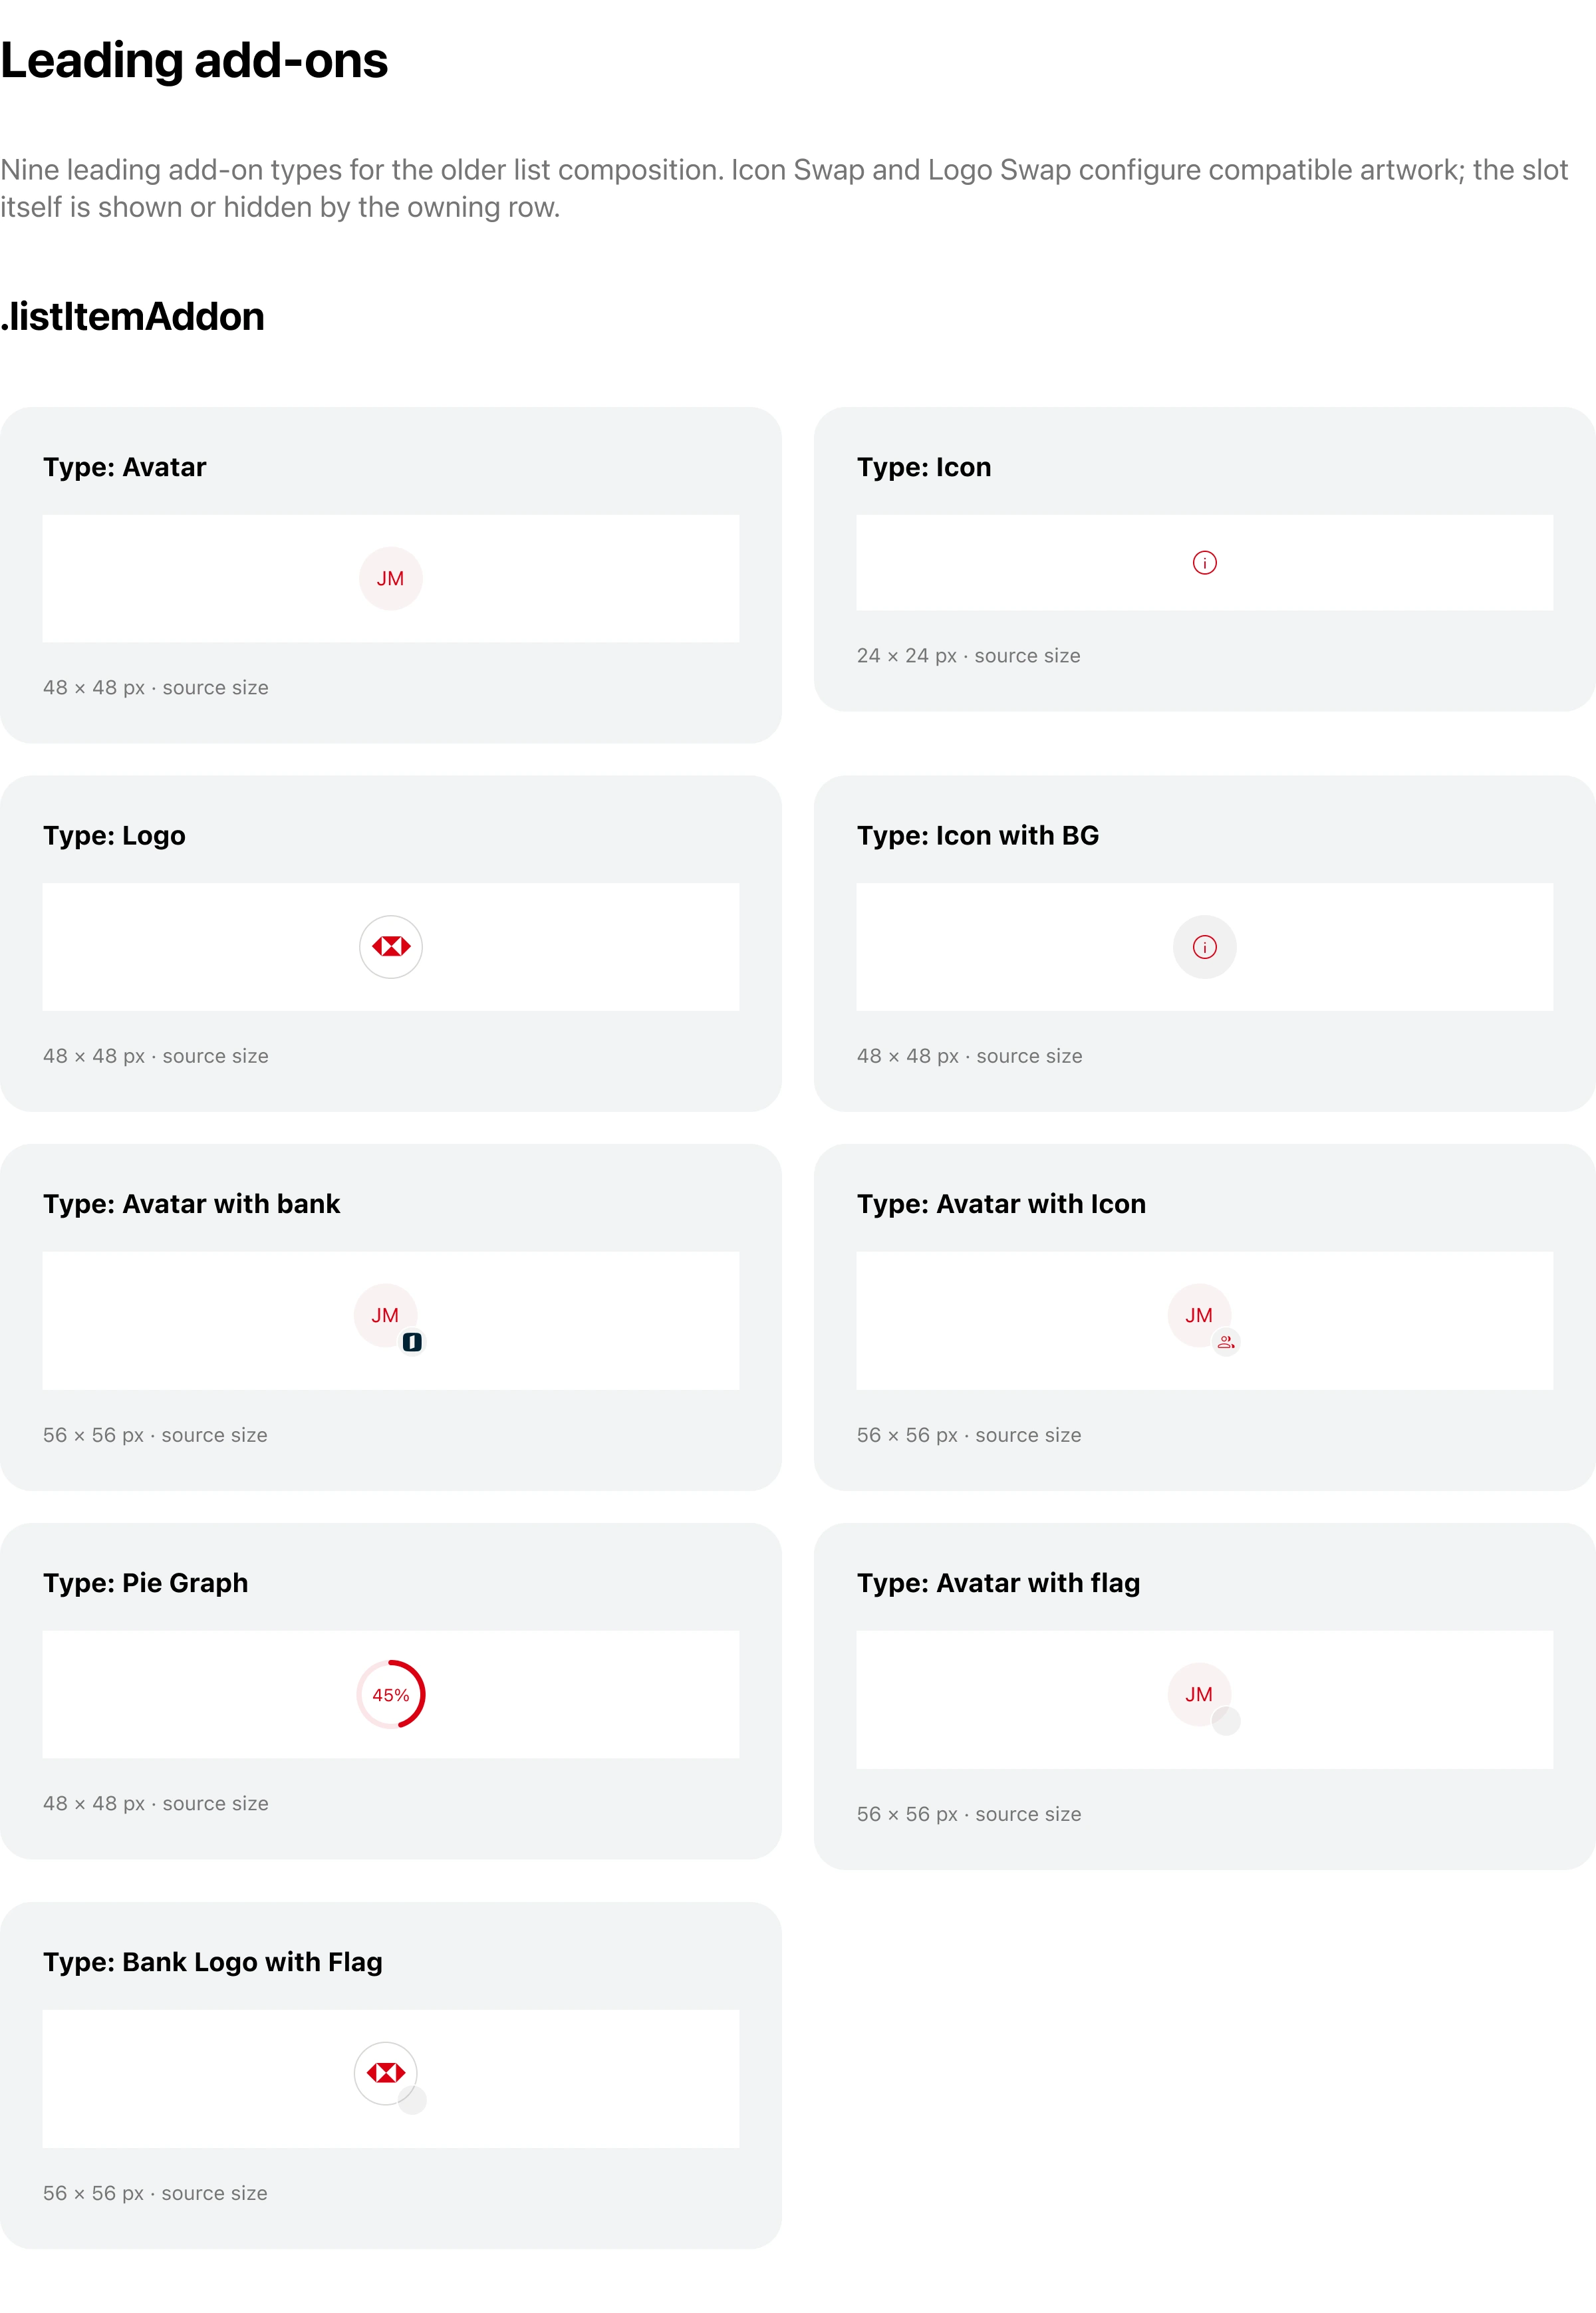 Leading add-ons
Nine leading add-on types for the older list composition. Icon Swap and Logo Swap configure compatible artwork; the slot
itself is shown or hidden by the owning row.
.listItemAddon
Type: Avatar
JM
48 × 48 px · source size
Type: Icon
24 × 24 px · source size
Type: Logo
48 × 48 px · source size
Type: Icon with BG
48 × 48 px · source size
Type: Avatar with bank
JM
56 × 56 px · source size
Type: Avatar with Icon
JM
56 × 56 px · source size
Type: Pie Graph
45%
48 × 48 px · source size
Type: Avatar with flag
JM
56 × 56 px · source size
Type: Bank Logo with Flag
56 × 56 px · source size